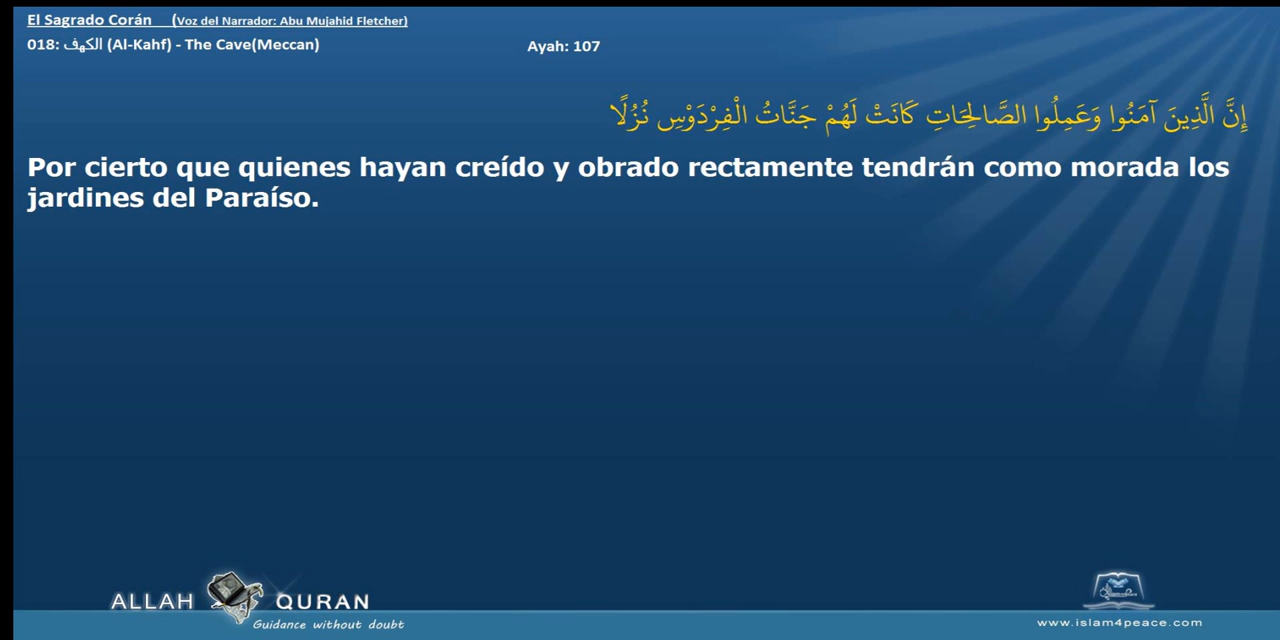 El Sagrado Corán (Voz del Narrador: Abu Mujahid Fletcher)
018: الكهف (Al-Kahf) - The Cave(Meccan)
Ayah: 107
إِنَّ الَّذِينَ آمَنُوا وَعَمِلُوا الصَّالِحَاتِ كَانَتْ لَهُمْ جَنَّاتُ الْفِرْدَوْسِ نُزُلًا
Por cierto que quienes hayan creído y obrado rectamente tendrán como morada los
jardines del Paraíso.
ALLAH QURAN
Guidance without doubt
www.islam4peace.com